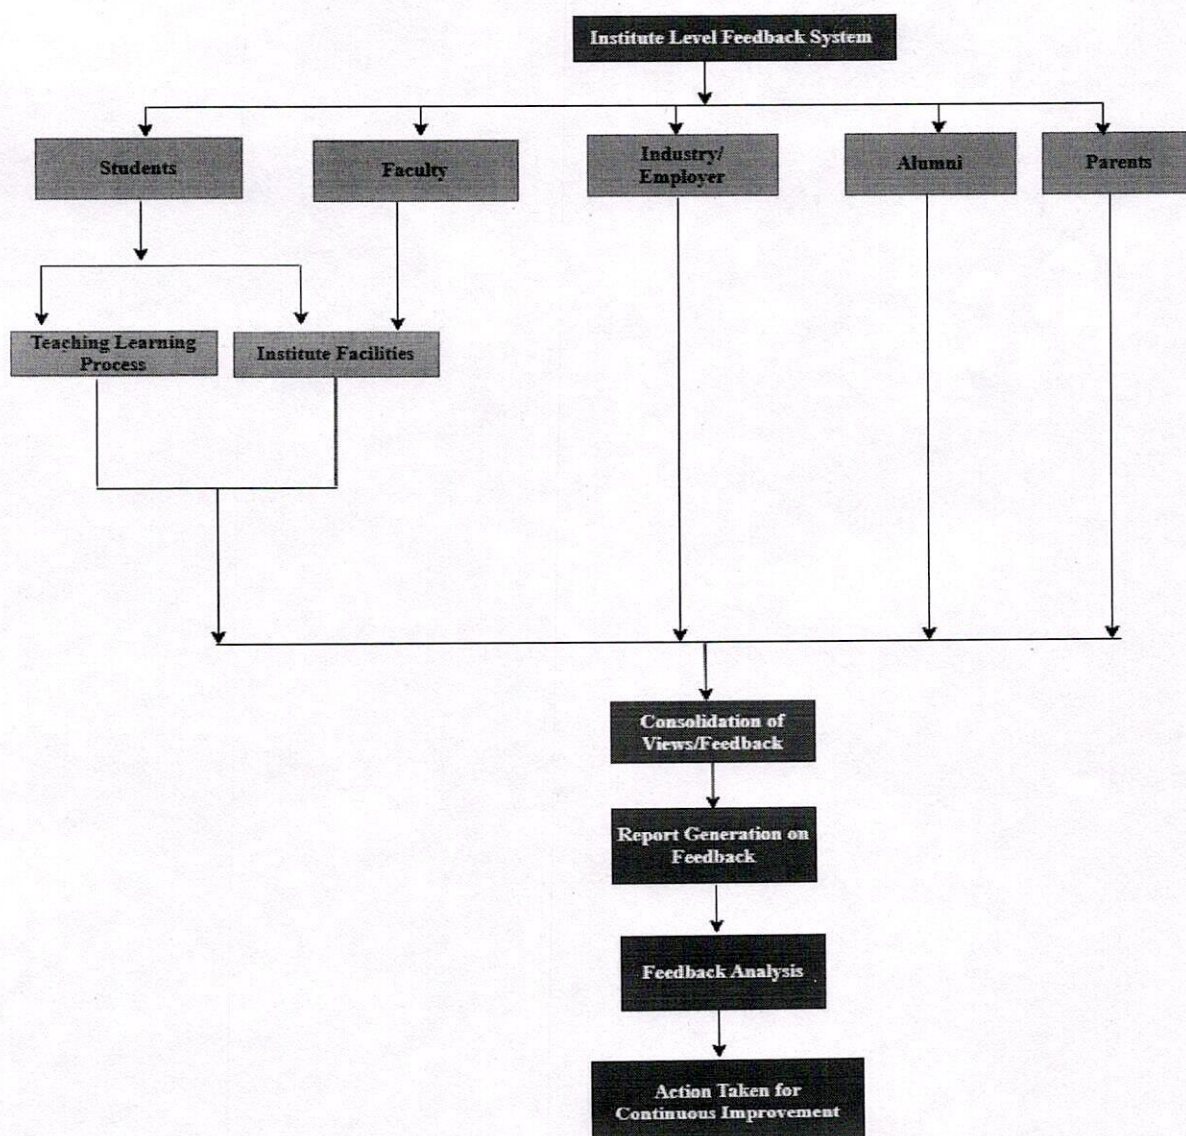 Institute Level Feedback System
Students
Faculty
Industry/
Employer
Alumni
Parents
Teaching Learning
Process
Institute Facilities
Consolidation of
Views/Feedback
Report Generation on
Feedback
Feedback Analysis
Action Taken for
Continuous Improvement